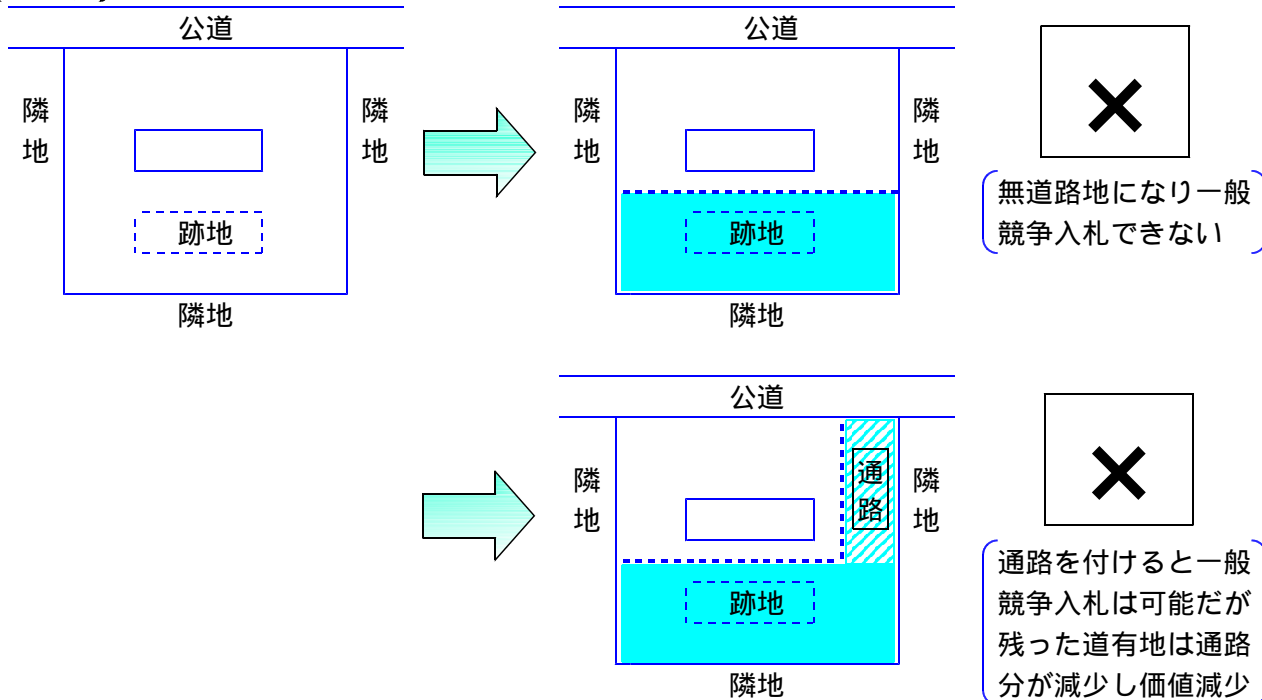 公道
隣地
隣地
跡地
隣地
公道
隣地
隣地
跡地
隣地
×
無道路地になり一般
競争入札できない
公道
隣地
通路
隣地
跡地
隣地
×
通路を付けると一般
競争入札は可能だが
残った道有地は通路
分が減少し価値減少